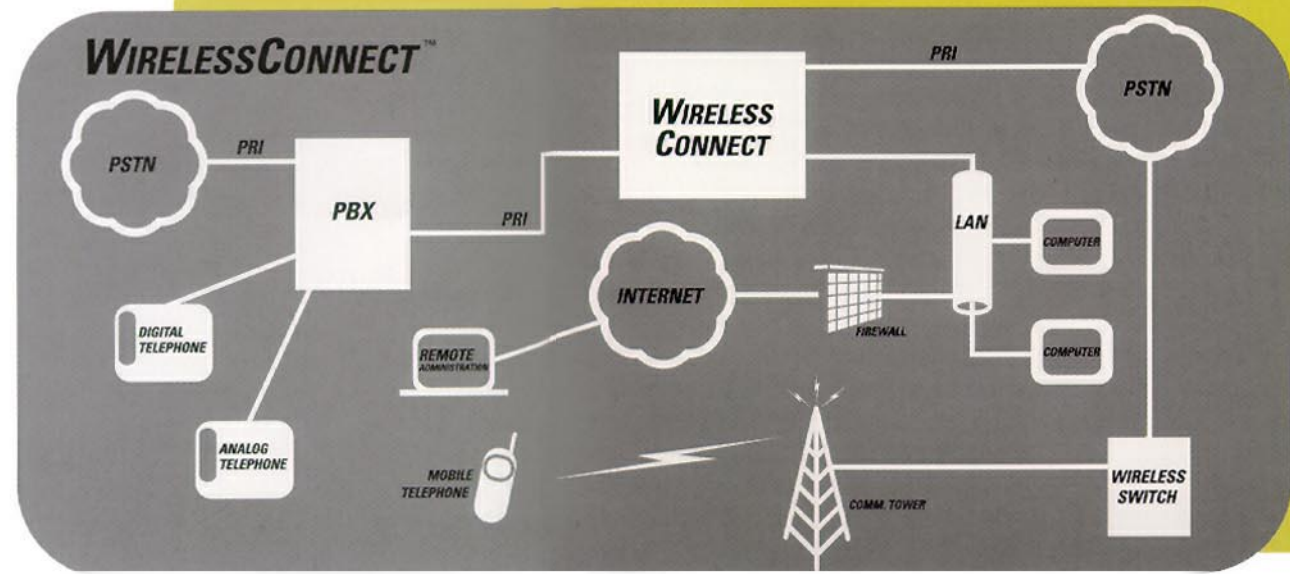 WIRELESSCONNECT™
PRI
PSTN
WIRELESS
CONNECT
PSTN
PRI
PBX
PRI
LAN
COMPUTER
INTERNET
FIREWALL
DIGITAL
TELEPHONE
REMOTE
ADMINISTRATION
COMPUTER
ANALOG
TELEPHONE
MOBILE
TELEPHONE
COMM. TOWER
WIRELESS
SWITCH